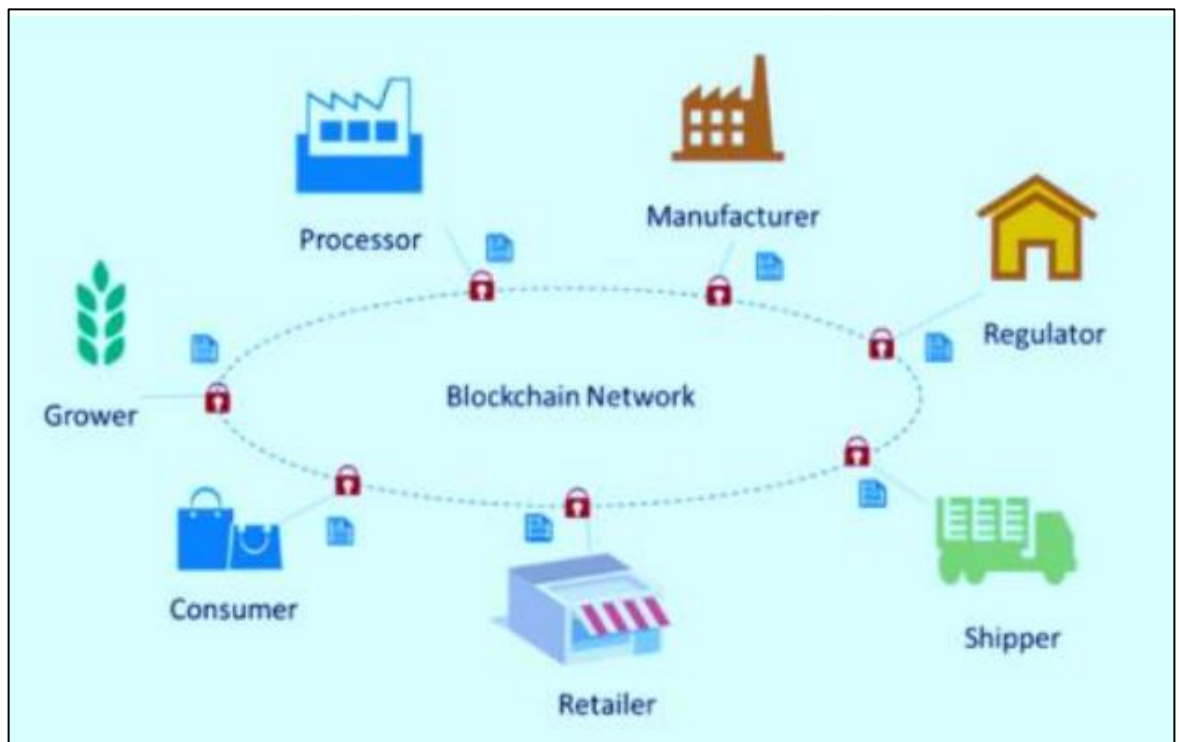 Processor
Manufacturer
Regulator
Grower
Blockchain Network
Consumer
Shipper
Retailer